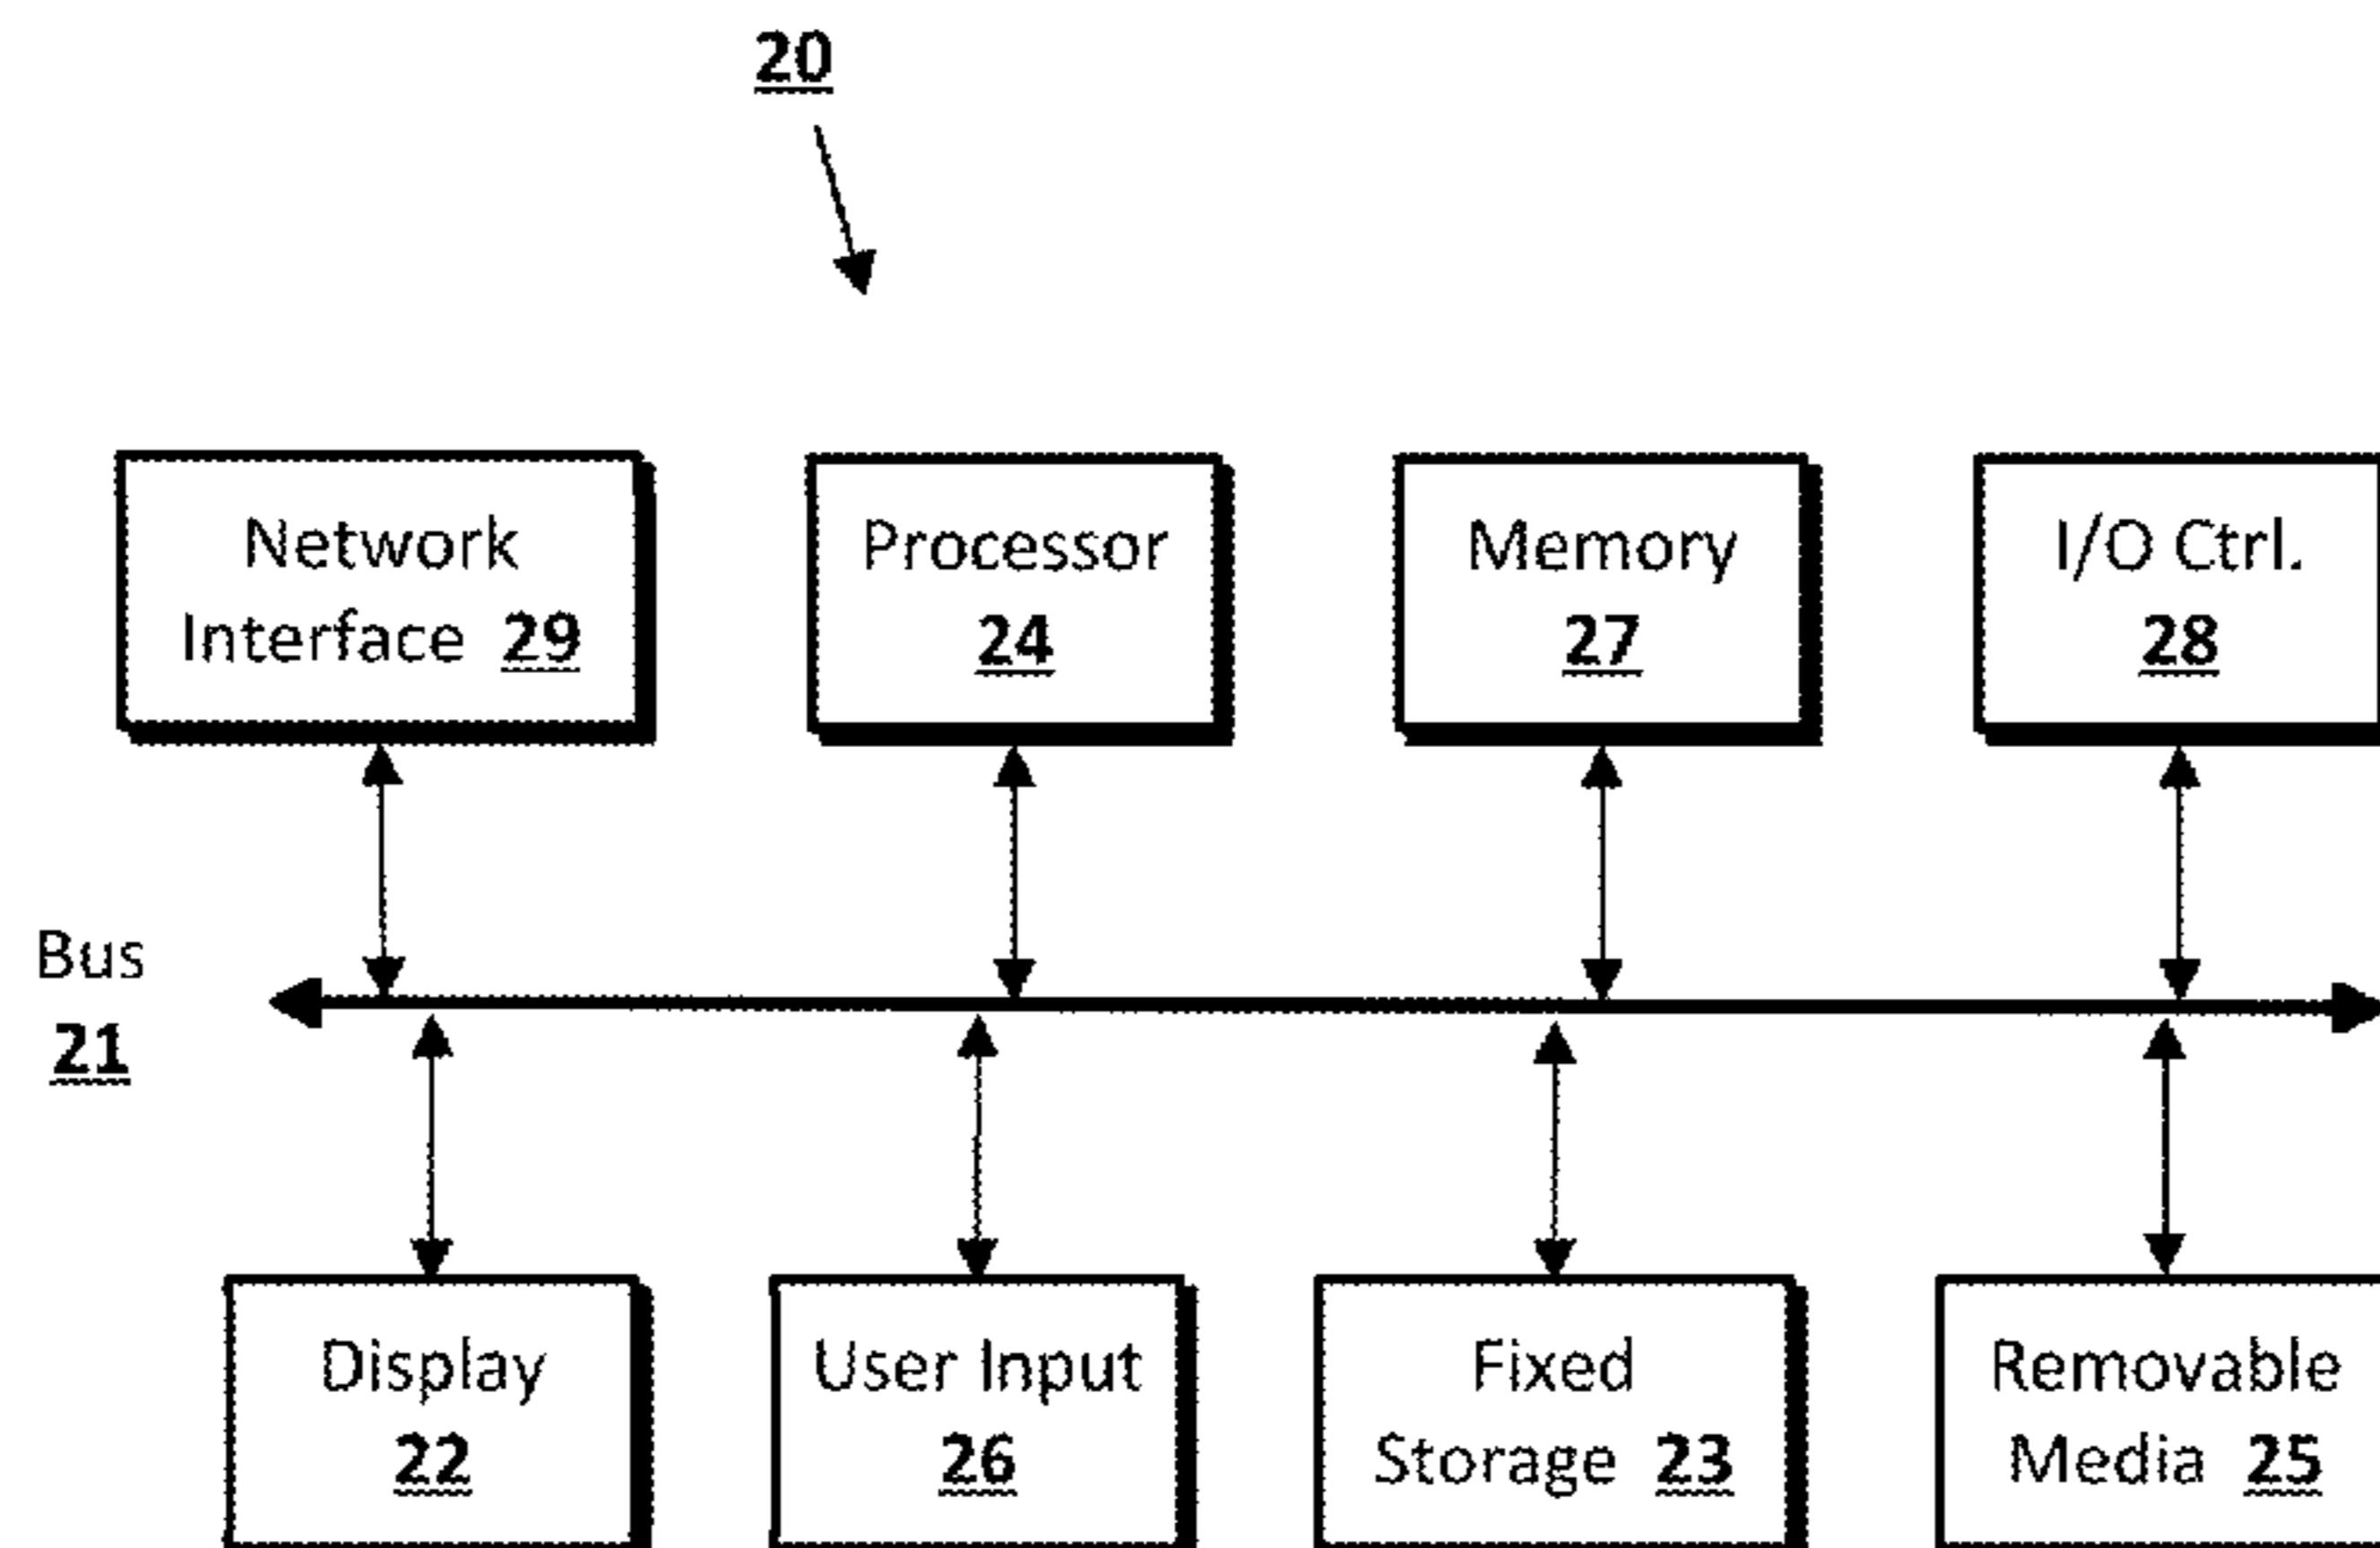 20
Network
Interface 29
Processor
24
Memory
27
I/O Ctrl.
28
Bus
21
Display
22
User Input
26
Fixed
Storage 23
Removable
Media 25